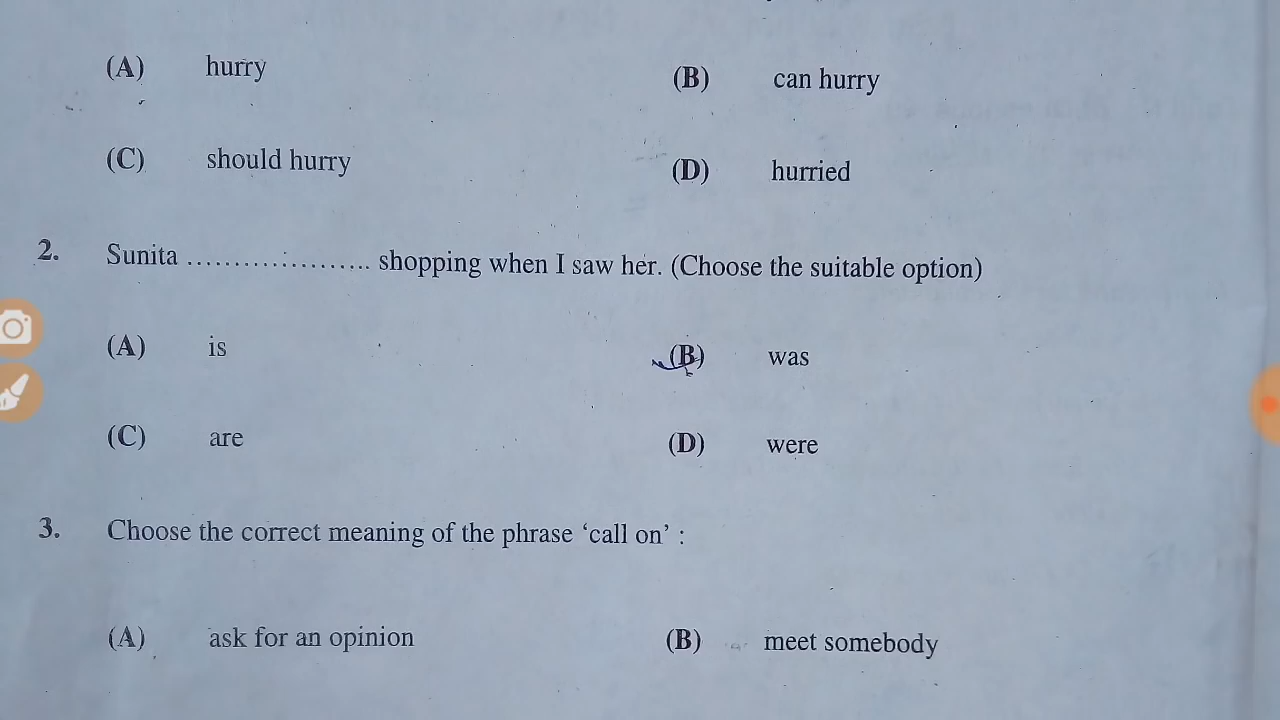 (A) hurry (B) can hurry
(C) should hurry (D) hurried
2. Sunita .................... shopping when I saw her. (Choose the suitable option)
(A) is (B) was
(C) are (D) were
3. Choose the correct meaning of the phrase ‘call on’ :
(A) ask for an opinion (B) meet somebody